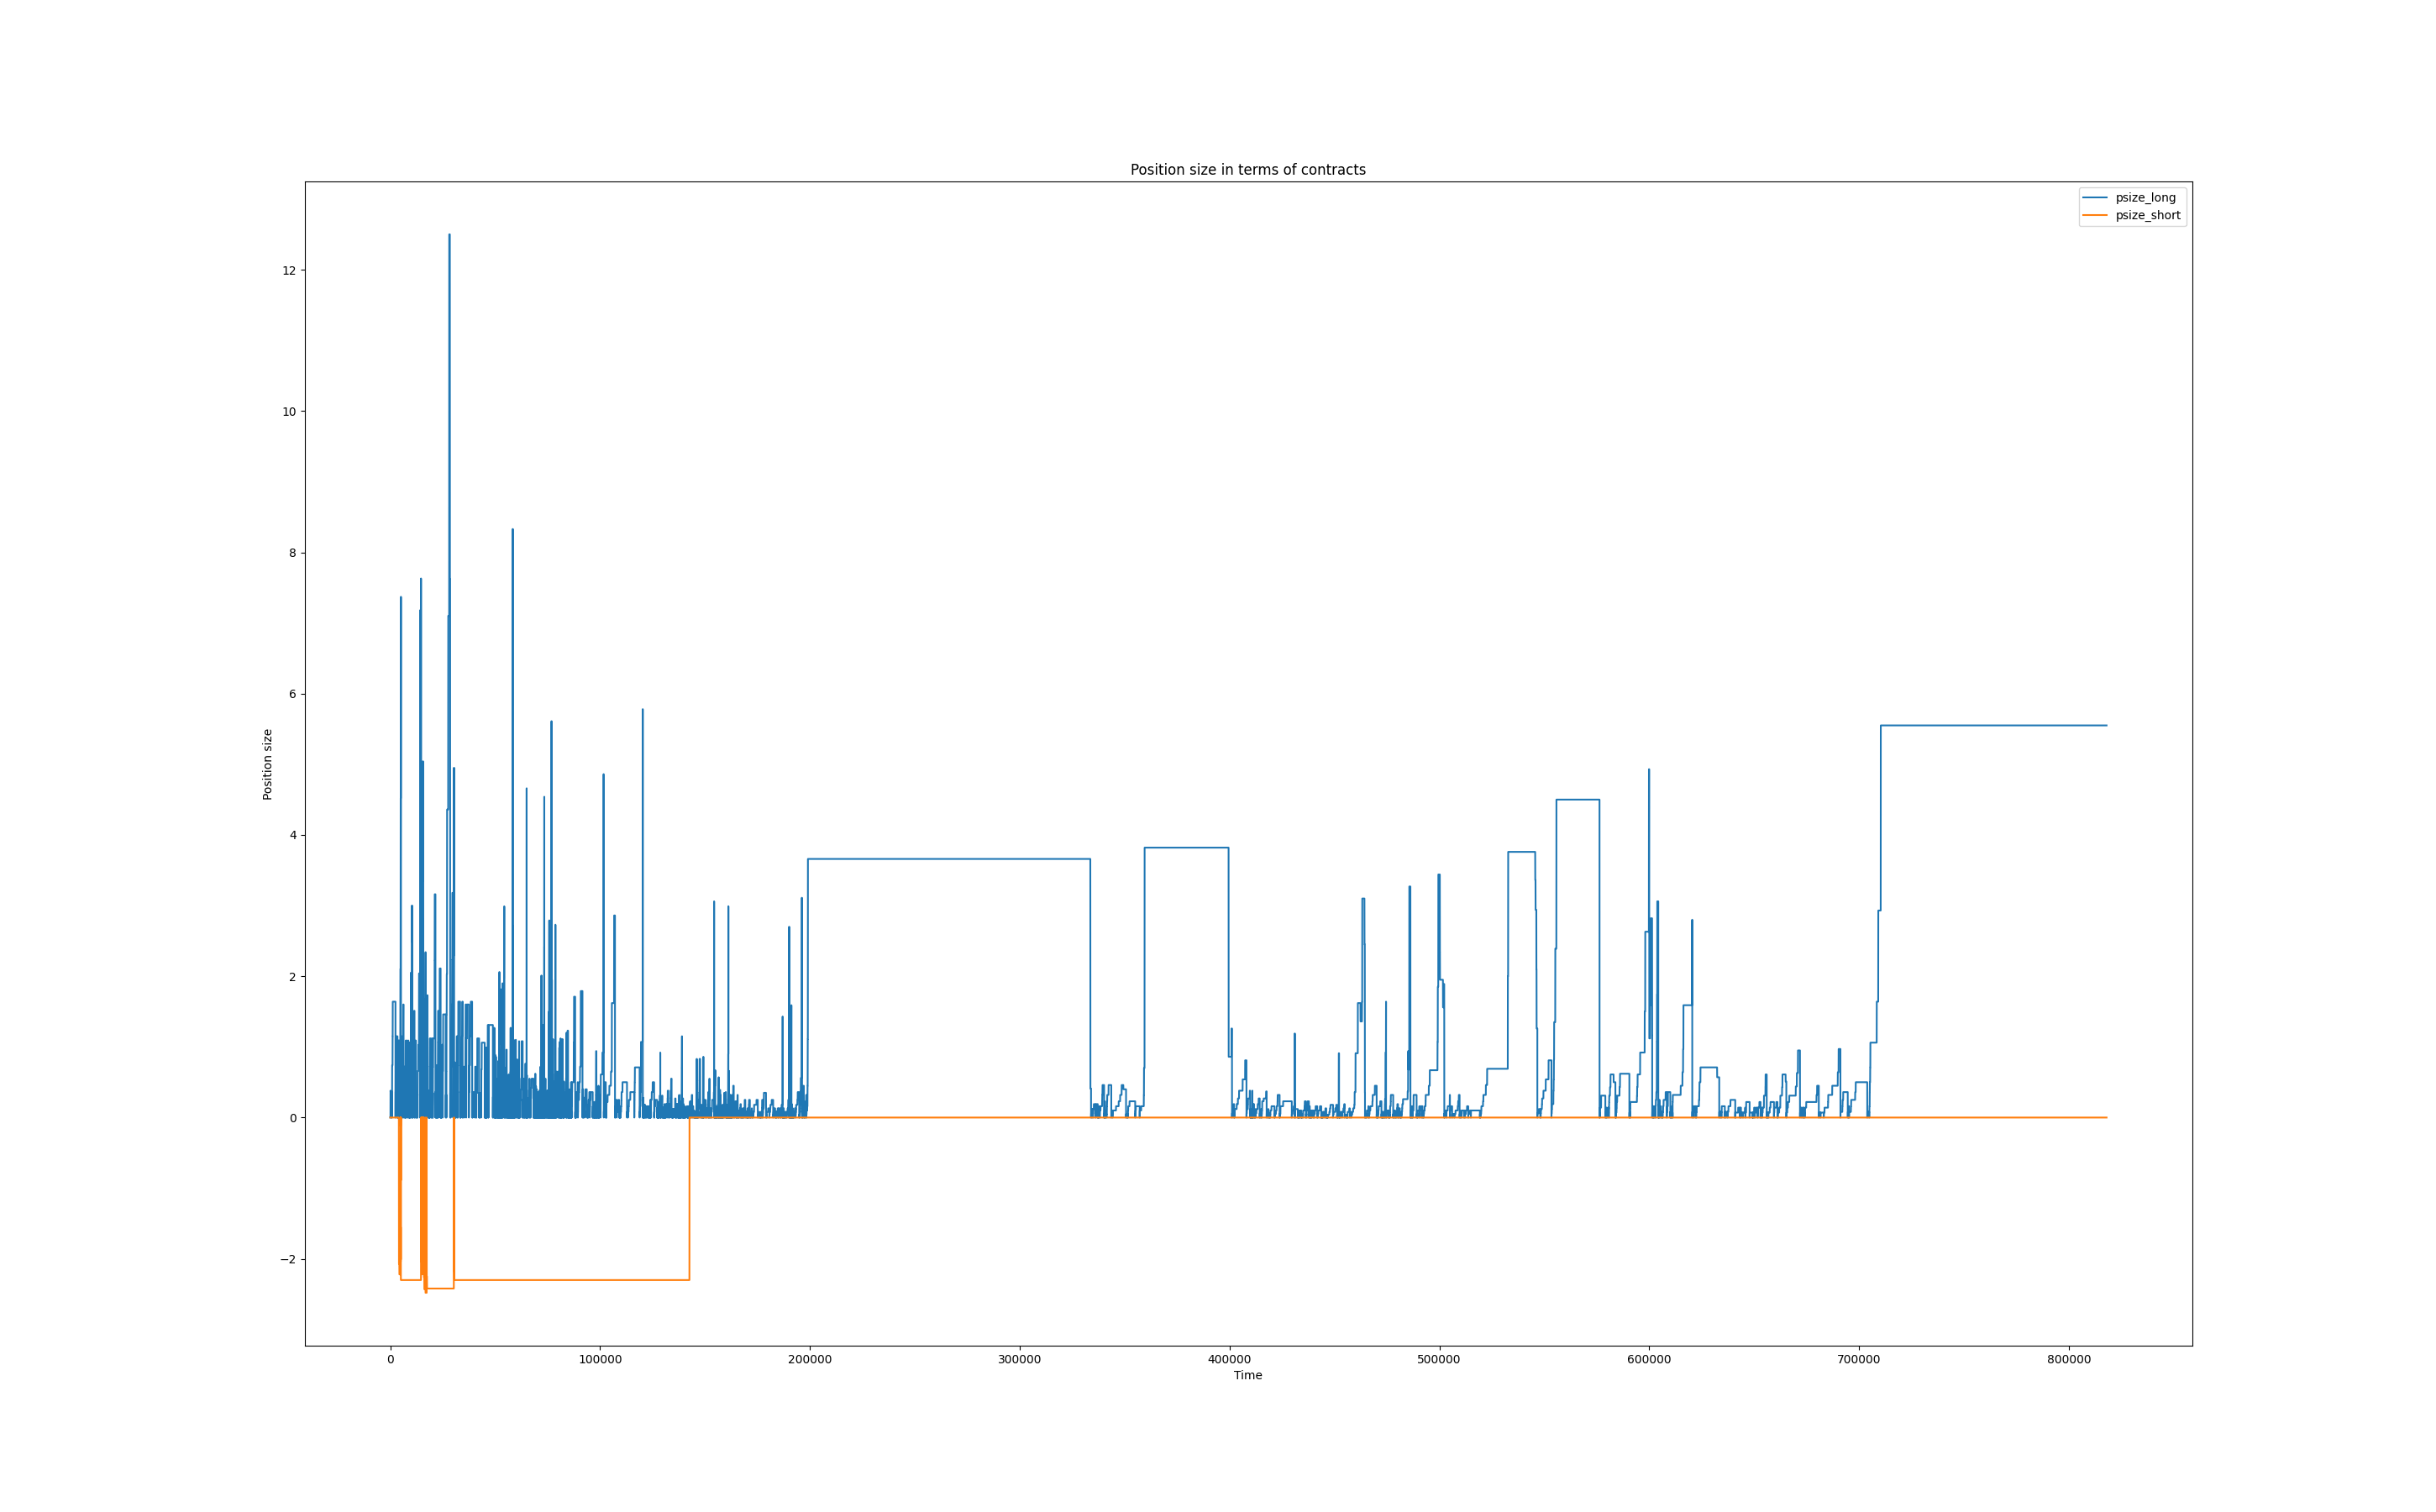 Position size in terms of contracts
psize_long
psize_short
12
10
8
6
4
2
0
−2
Position size
0 100000 200000 300000 400000 500000 600000 700000 800000
Time